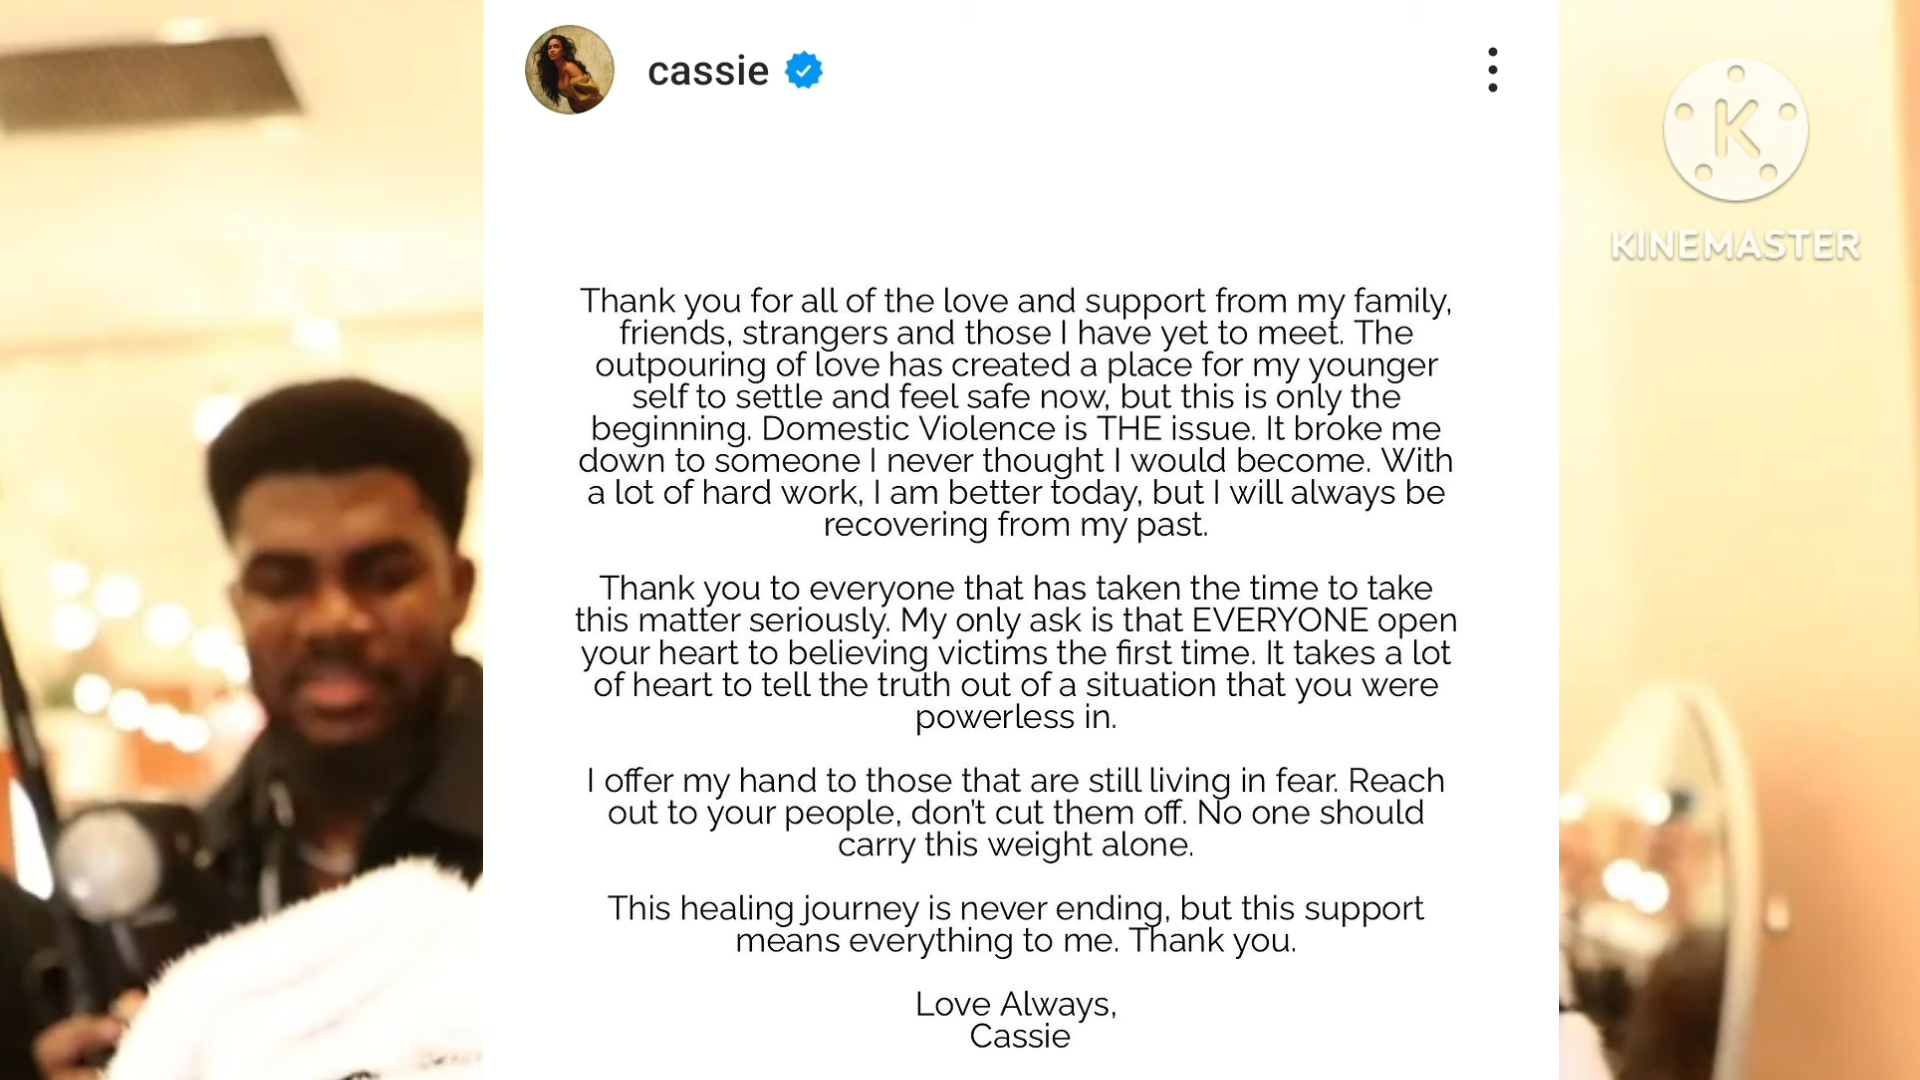 cassie
K
KINEMASTER
Thank you for all of the love and support from my family,
friends, strangers and those I have yet to meet. The
outpouring of love has created a place for my younger
self to settle and feel safe now, but this is only the
beginning. Domestic Violence is THE issue. It broke me
down to someone I never thought I would become. With
a lot of hard work, I am better today, but I will always be
recovering from my past.
Thank you to everyone that has taken the time to take
this matter seriously. My only ask is that EVERYONE open
your heart to believing victims the first time. It takes a lot
of heart to tell the truth out of a situation that you were
powerless in.
I offer my hand to those that are still living in fear. Reach
out to your people, don't cut them off. No one should
carry this weight alone.
This healing journey is never ending, but this support
means everything to me. Thank you.
Love Always,
Cassie